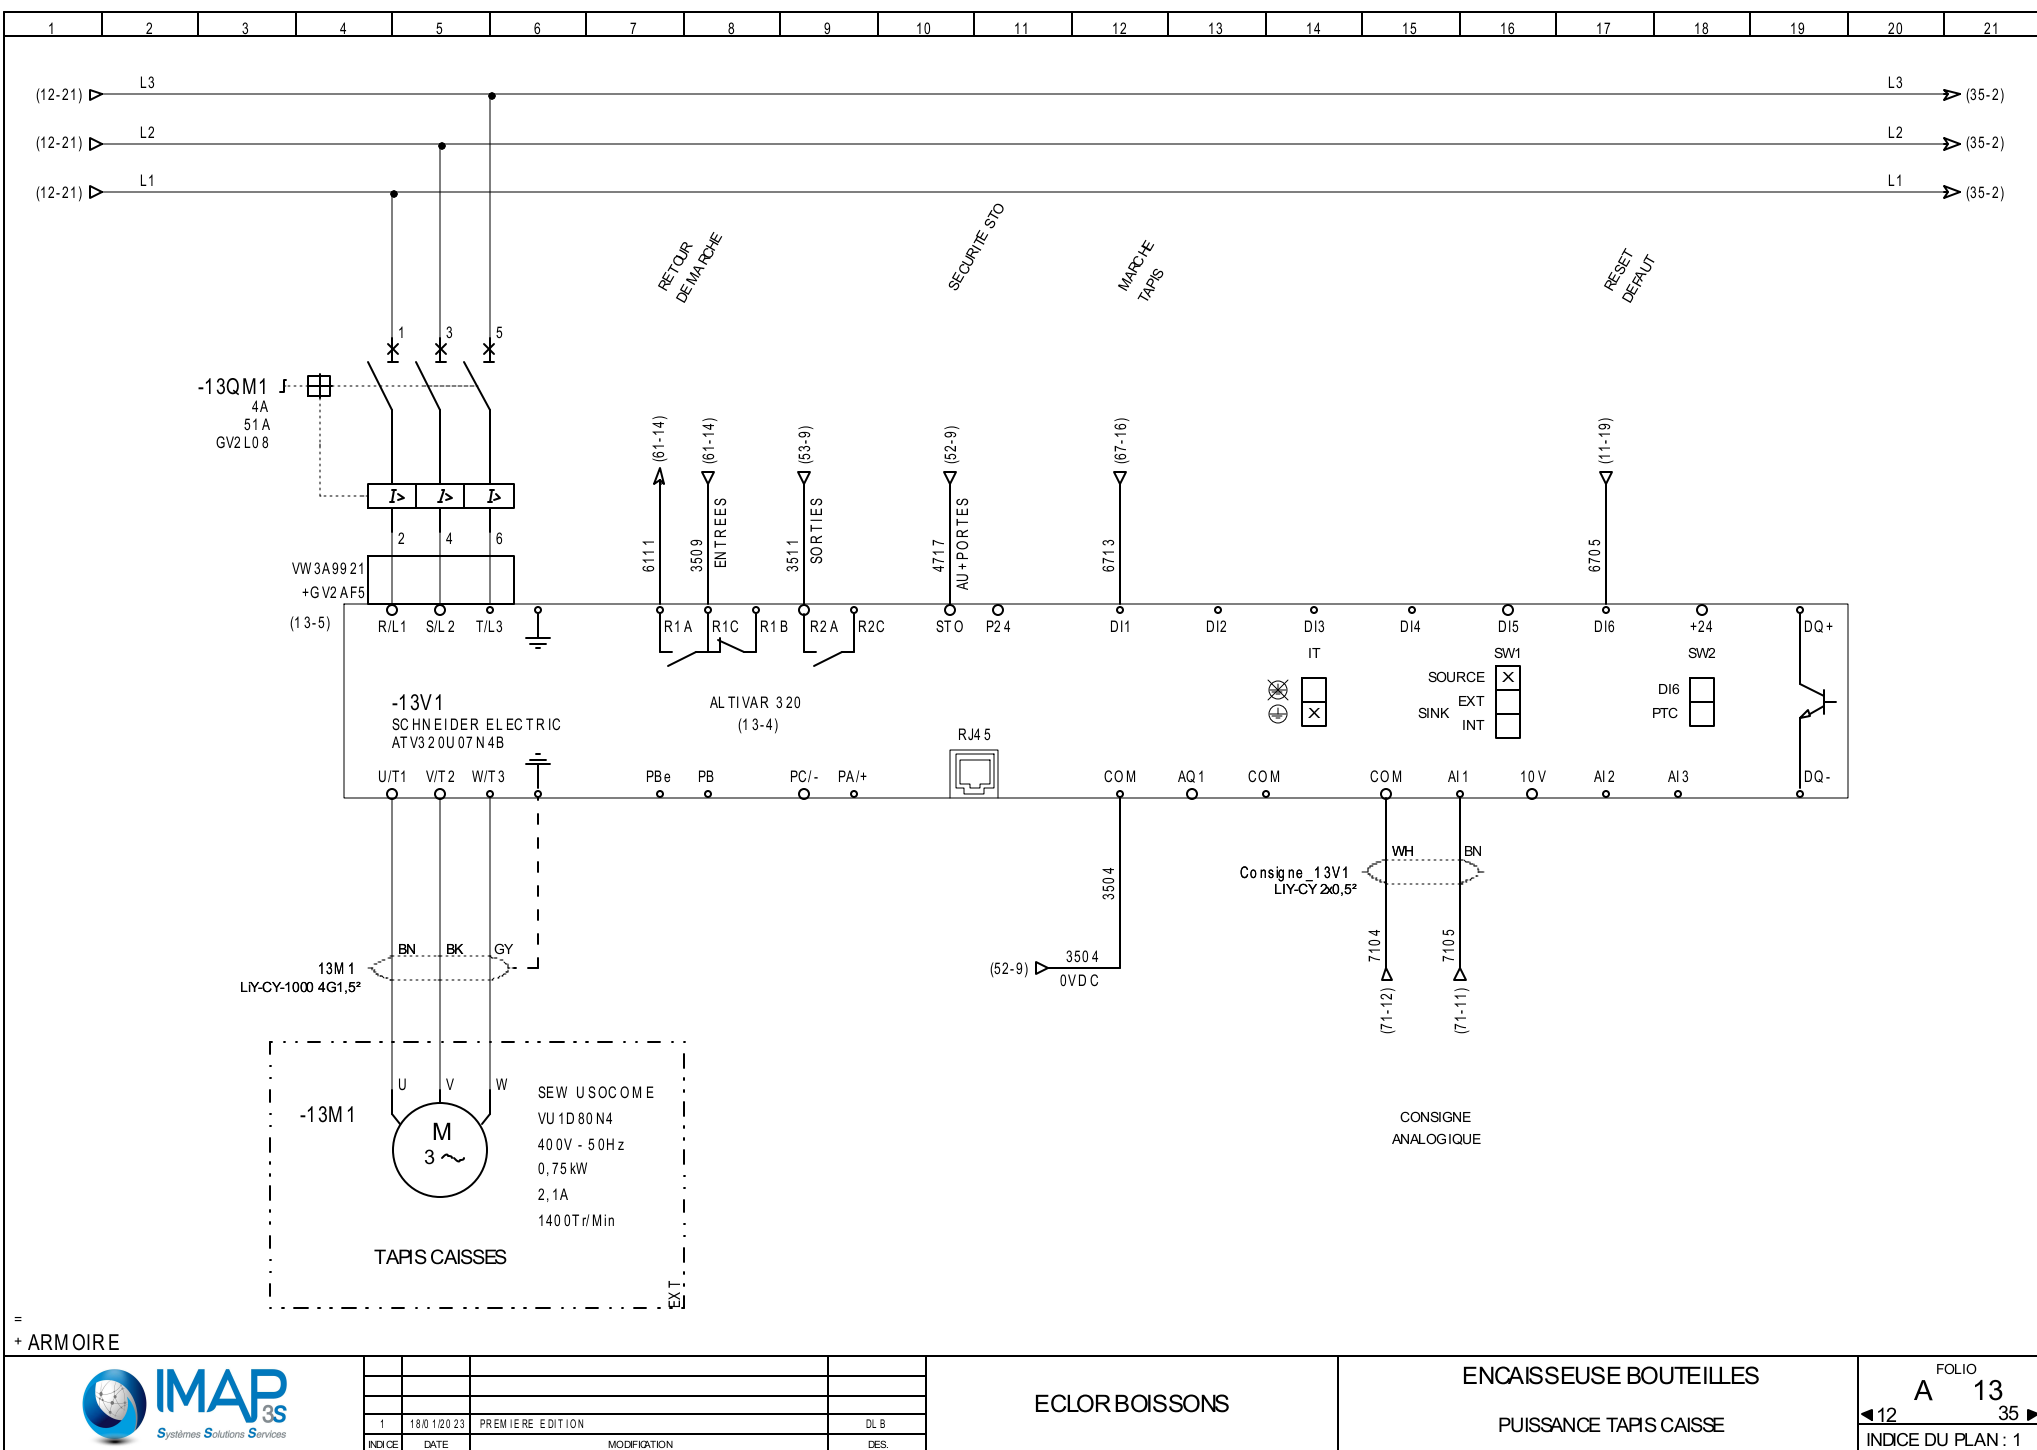 1 2 3 4 5 6 7 8 9 10 11 12 13 14 15 16 17 18 19 20 21
(12-21) L3 L3 (35-2)
(12-21) L2 L2 (35-2)
(12-21) L1 L1 (35-2)
RETOUR
DE MARCHE
SECURITE STO
MARCHE
TAPIS
RESET
DEFAUT
1 3 5
-13QM1
4A
51A
GV2L08
I> I> I>
2 4 6
VW3A9921
+GV2AF5
(13-5)
(61-14)
6111
(61-14)
3509
ENTREES
(53-9)
3511
SORTIES
(52-9)
4717
AU+PORTES
(67-16)
6713
(11-19)
6705
R/L1 S/L2 T/L3 R1A R1C R1B R2A R2C STO P24 DI1 DI2 DI3 DI4 DI5 DI6 +24 DQ+
IT SW1 SW2
SOURCE X
EXT
SINK
INT
X
DI6
PTC
-13V1
SCHNEIDER ELECTRIC
ATV320U07N4B
ALTIVAR 320
(13-4)
RJ45
U/T1 V/T2 W/T3 PBe PB PC/- PA/+ COM AQ1 COM COM AI1 10V AI2 AI3 DQ-
WH BN
Consigne_13V1
LIY-CY 2x0,5²
3504
7104
7105
BN BK GY
13M1
LiY-CY-1000 4G1,5²
(52-9) 3504
0VDC
(71-12)
(71-11)
U V W
-13M1
M
3
SEW USOCOME
VU1D80N4
400V - 50Hz
0,75kW
2,1A
1400Tr/Min
CONSIGNE
ANALOGIQUE
TAPIS CAISSES
EXT
=
+ ARMOIRE
IMAP
3S
Systèmes Solutions Services
1 18/01/2023 PREMIERE EDITION DLB
INDICE DATE MODIFICATION DES.
ECLOR BOISSONS
ENCAISSEUSE BOUTEILLES
PUISSANCE TAPIS CAISSE
FOLIO
A 13
12 35
INDICE DU PLAN : 1